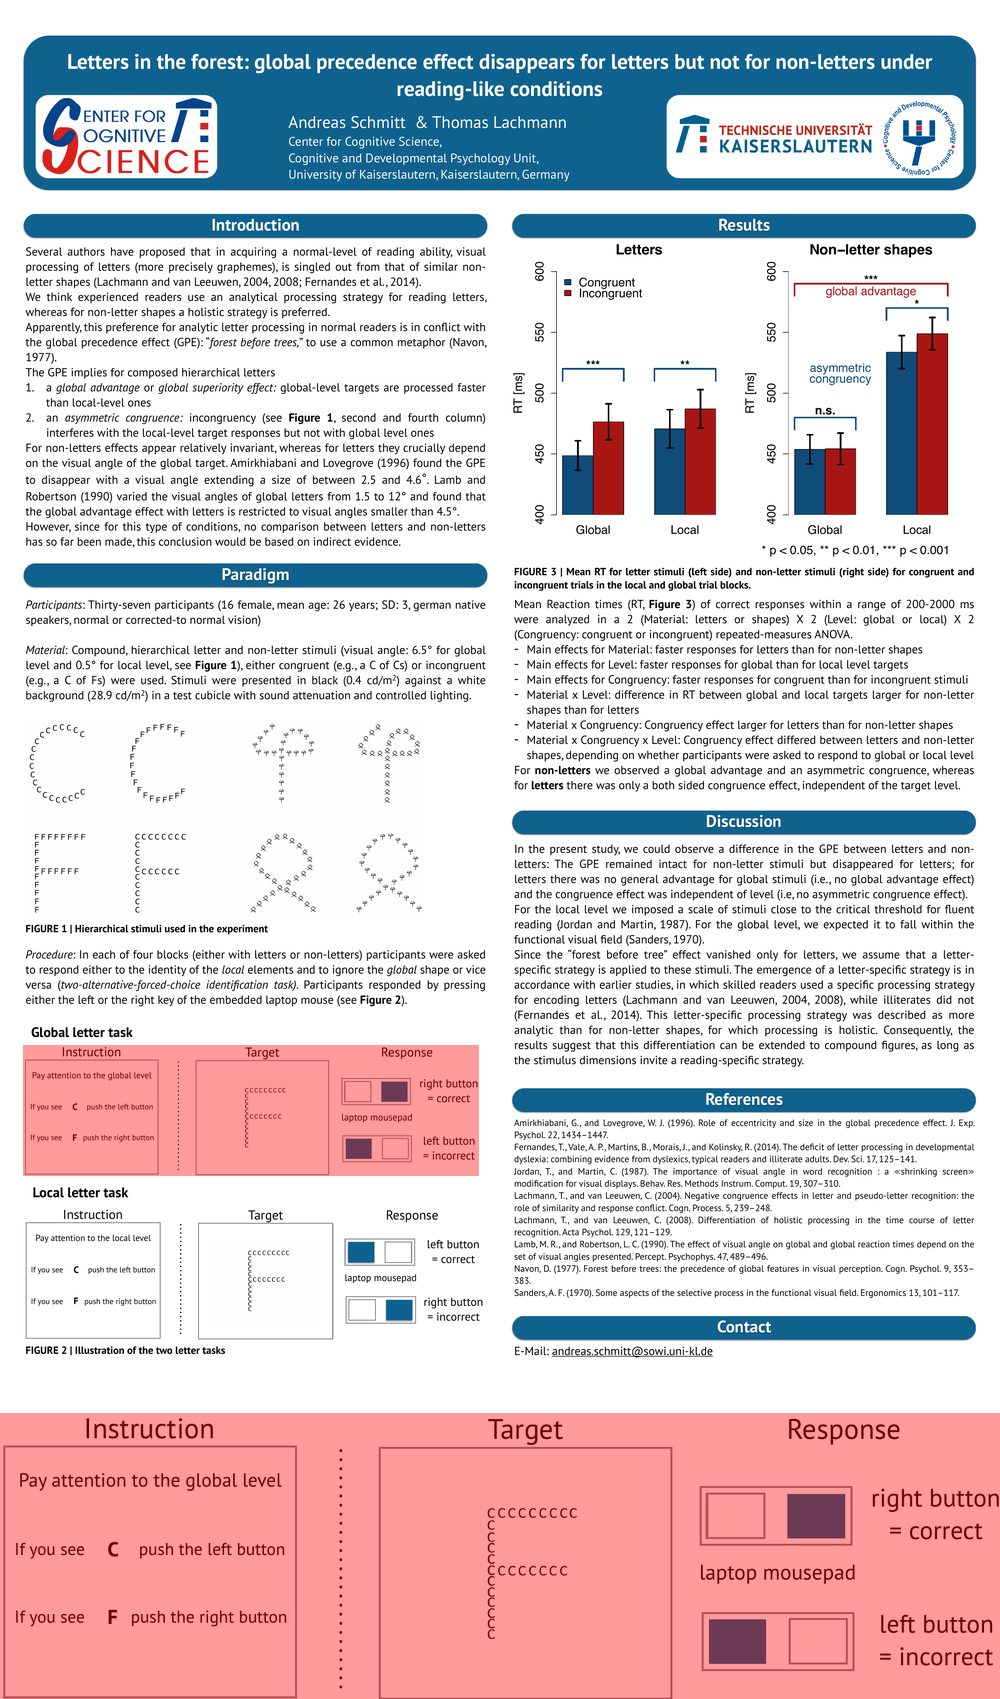 Letters in the forest: global precedence effect disappears for letters but not for non-letters under
reading-like conditions
CENTER FOR
COGNITIVE
SCIENCE
Andreas Schmitt & Thomas Lachmann
Center for Cognitive Science,
Cognitive and Developmental Psychology Unit,
University of Kaiserslautern, Kaiserslautern, Germany
TECHNISCHE UNIVERSITÄT
KAISERSLAUTERN
Cognitive and Developmental Psychology • Center for Cognitive Science •
Introduction
Several authors have proposed that in acquiring a normal-level of reading ability, visual
processing of letters (more precisely graphemes), is singled out from that of similar non-
letter shapes (Lachmann and van Leeuwen, 2004, 2008; Fernandes et al., 2014).
We think experienced readers use an analytical processing strategy for reading letters,
whereas for non-letter shapes a holistic strategy is preferred.
Apparently, this preference for analytic letter processing in normal readers is in conflict with
the global precedence effect (GPE): "forest before trees," to use a common metaphor (Navon,
1977).
The GPE implies for composed hierarchical letters
1. a global advantage or global superiority effect: global-level targets are processed faster
than local-level ones
2. an asymmetric congruence: incongruency (see Figure 1, second and fourth column)
interferes with the local-level target responses but not with global level ones
For non-letters effects appear relatively invariant, whereas for letters they crucially depend
on the visual angle of the global target. Amirkhiabani and Lovegrove (1996) found the GPE
to disappear with a visual angle extending a size of between 2.5 and 4.6°. Lamb and
Robertson (1990) varied the visual angles of global letters from 1.5 to 12° and found that
the global advantage effect with letters is restricted to visual angles smaller than 4.5°.
However, since for this type of conditions, no comparison between letters and non-letters
has so far been made, this conclusion would be based on indirect evidence.
Paradigm
Participants: Thirty-seven participants (16 female, mean age: 26 years; SD: 3, german native
speakers, normal or corrected-to normal vision)
Material: Compound, hierarchical letter and non-letter stimuli (visual angle: 6.5° for global
level and 0.5° for local level, see Figure 1), either congruent (e.g., a C of Cs) or incongruent
(e.g., a C of Fs) were used. Stimuli were presented in black (0.4 cd/m²) against a white
background (28.9 cd/m²) in a test cubicle with sound attenuation and controlled lighting.
FIGURE 1 | Hierarchical stimuli used in the experiment
Procedure: In each of four blocks (either with letters or non-letters) participants were asked
to respond either to the identity of the local elements and to ignore the global shape or vice
versa (two-alternative-forced-choice identification task). Participants responded by pressing
either the left or the right key of the embedded laptop mouse (see Figure 2).
Global letter task
Instruction
Target
Response
Pay attention to the global level
If you see C push the left button
If you see F push the right button
right button
= correct
laptop mousepad
left button
= incorrect
Local letter task
Instruction
Target
Response
Pay attention to the local level
If you see C push the left button
If you see F push the right button
left button
= correct
laptop mousepad
right button
= incorrect
FIGURE 2 | Illustration of the two letter tasks
Results
Letters
Non–letter shapes
Congruent
Incongruent
RT [ms]
400
450
500
550
600
***
**
Global
Local
RT [ms]
400
450
500
550
600
***
global advantage
*
asymmetric
congruency
n.s.
Global
Local
* p < 0.05, ** p < 0.01, *** p < 0.001
FIGURE 3 | Mean RT for letter stimuli (left side) and non-letter stimuli (right side) for congruent and
incongruent trials in the local and global trial blocks.
Mean Reaction times (RT, Figure 3) of correct responses within a range of 200-2000 ms
were analyzed in a 2 (Material: letters or shapes) X 2 (Level: global or local) X 2
(Congruency: congruent or incongruent) repeated-measures ANOVA.
- Main effects for Material: faster responses for letters than for non-letter shapes
- Main effects for Level: faster responses for global than for local level targets
- Main effects for Congruency: faster responses for congruent than for incongruent stimuli
- Material x Level: difference in RT between global and local targets larger for non-letter
shapes than for letters
- Material x Congruency: Congruency effect larger for letters than for non-letter shapes
- Material x Congruency x Level: Congruency effect differed between letters and non-letter
shapes, depending on whether participants were asked to respond to global or local level
For non-letters we observed a global advantage and an asymmetric congruence, whereas
for letters there was only a both sided congruence effect, independent of the target level.
Discussion
In the present study, we could observe a difference in the GPE between letters and non-
letters: The GPE remained intact for non-letter stimuli but disappeared for letters; for
letters there was no general advantage for global stimuli (i.e., no global advantage effect)
and the congruence effect was independent of level (i.e, no asymmetric congruence effect).
For the local level we imposed a scale of stimuli close to the critical threshold for fluent
reading (Jordan and Martin, 1987). For the global level, we expected it to fall within the
functional visual field (Sanders, 1970).
Since the "forest before tree" effect vanished only for letters, we assume that a letter-
specific strategy is applied to these stimuli. The emergence of a letter-specific strategy is in
accordance with earlier studies, in which skilled readers used a specific processing strategy
for encoding letters (Lachmann and van Leeuwen, 2004, 2008), while illiterates did not
(Fernandes et al., 2014). This letter-specific processing strategy was described as more
analytic than for non-letter shapes, for which processing is holistic. Consequently, the
results suggest that this differentiation can be extended to compound figures, as long as
the stimulus dimensions invite a reading-specific strategy.
References
Amirkhiabani, G., and Lovegrove, W. J. (1996). Role of eccentricity and size in the global precedence effect. J. Exp.
Psychol. 22, 1434–1447.
Fernandes, T., Vale, A. P., Martins, B., Morais, J., and Kolinsky, R. (2014). The deficit of letter processing in developmental
dyslexia: combining evidence from dyslexics, typical readers and illiterate adults. Dev. Sci. 17, 125–141.
Jordan, T., and Martin, C. (1987). The importance of visual angle in word recognition : a «shrinking screen»
modification for visual displays. Behav. Res. Methods Instrum. Comput. 19, 307–310.
Lachmann, T., and van Leeuwen, C. (2004). Negative congruence effects in letter and pseudo-letter recognition: the
role of similarity and response conflict. Cogn. Process. 5, 239–248.
Lachmann, T., and van Leeuwen, C. (2008). Differentiation of holistic processing in the time course of letter
recognition. Acta Psychol. 129, 121–129.
Lamb, M. R., and Robertson, L. C. (1990). The effect of visual angle on global and global reaction times depend on the
set of visual angles presented. Percept. Psychophys. 47, 489–496.
Navon, D. (1977). Forest before trees: the precedence of global features in visual perception. Cogn. Psychol. 9, 353–
383.
Sanders, A. F. (1970). Some aspects of the selective process in the functional visual field. Ergonomics 13, 101–117.
Contact
E-Mail: andreas.schmitt@sowi.uni-kl.de
Instruction
Target
Response
Pay attention to the global level
If you see C push the left button
If you see F push the right button
right button
= correct
laptop mousepad
left button
= incorrect